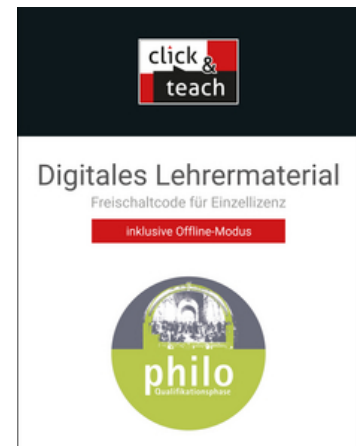 click &
teach
Digitales Lehrermaterial
Freischaltcode für Einzellizenz
inklusive Offline-Modus
philo
Qualifikationsphase